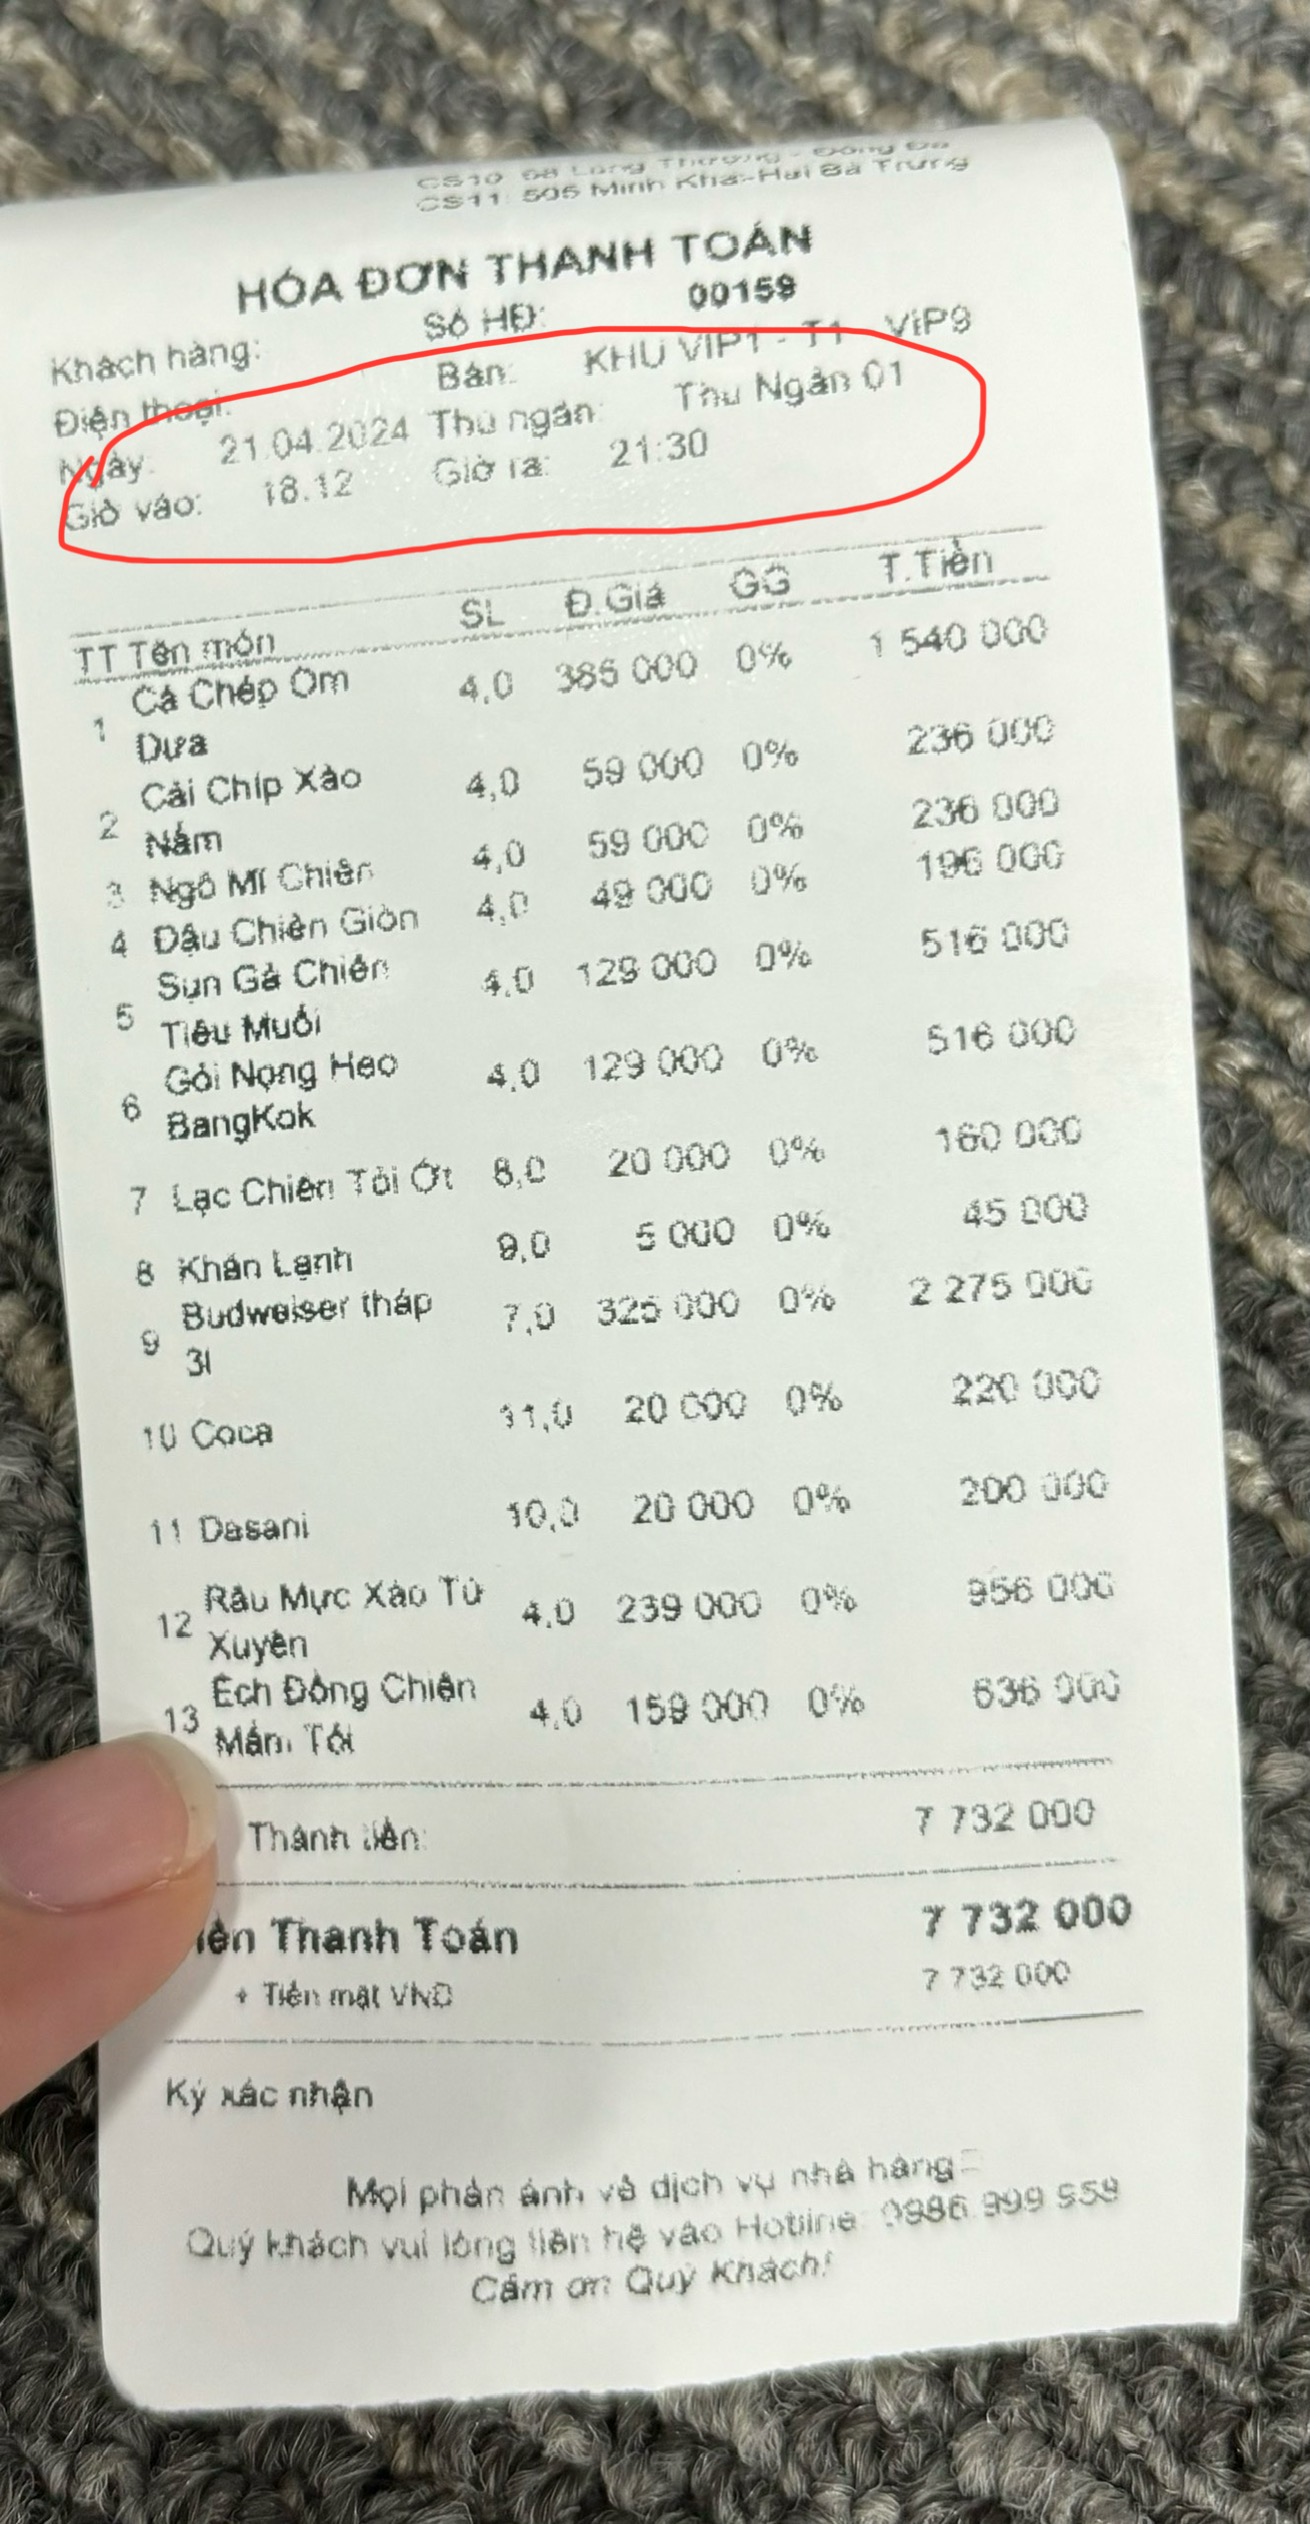 CS10: 68 Láng Thượng - Đống Đa
CS11: 505 Minh Khai-Hai Bà Trưng
HÓA ĐƠN THANH TOÁN
Số HĐ: 00159
Khách hàng: Bàn: KHU VIP1 - T1 - VIP9
Điện thoại: Thu ngân: Thu Ngân 01
Ngày: 21.04.2024 Giờ ra: 21:30
Giờ vào: 18:12
TT Tên món SL Đ.Giá GG T.Tiền
1 Cá Chép Om Dưa 4,0 385 000 0% 1 540 000
2 Cải Chíp Xào Nấm 4,0 59 000 0% 236 000
3 Ngô Mĩ Chiên 4,0 59 000 0% 236 000
4 Đậu Chiên Giòn 4,0 49 000 0% 196 000
5 Sụn Gà Chiên Tiêu Muối 4,0 129 000 0% 516 000
6 Gỏi Nọng Heo BangKok 4,0 129 000 0% 516 000
7 Lạc Chiên Tỏi Ớt 8,0 20 000 0% 160 000
8 Khăn Lạnh 9,0 5 000 0% 45 000
9 Budweiser tháp 3l 7,0 325 000 0% 2 275 000
10 Coca 11,0 20 000 0% 220 000
11 Dasani 10,0 20 000 0% 200 000
12 Râu Mực Xào Tứ Xuyên 4,0 239 000 0% 956 000
13 Ếch Đồng Chiên Mắm Tỏi 4,0 159 000 0% 636 000
Thành tiền: 7 732 000
Thanh Toán 7 732 000
+ Tiền mặt VND 7 732 000
Ký xác nhận
Mọi phản ánh về dịch vụ nhà hàng
Quý khách vui lòng liên hệ vào Hotline: 0986 999 959
Cảm ơn Quý Khách!